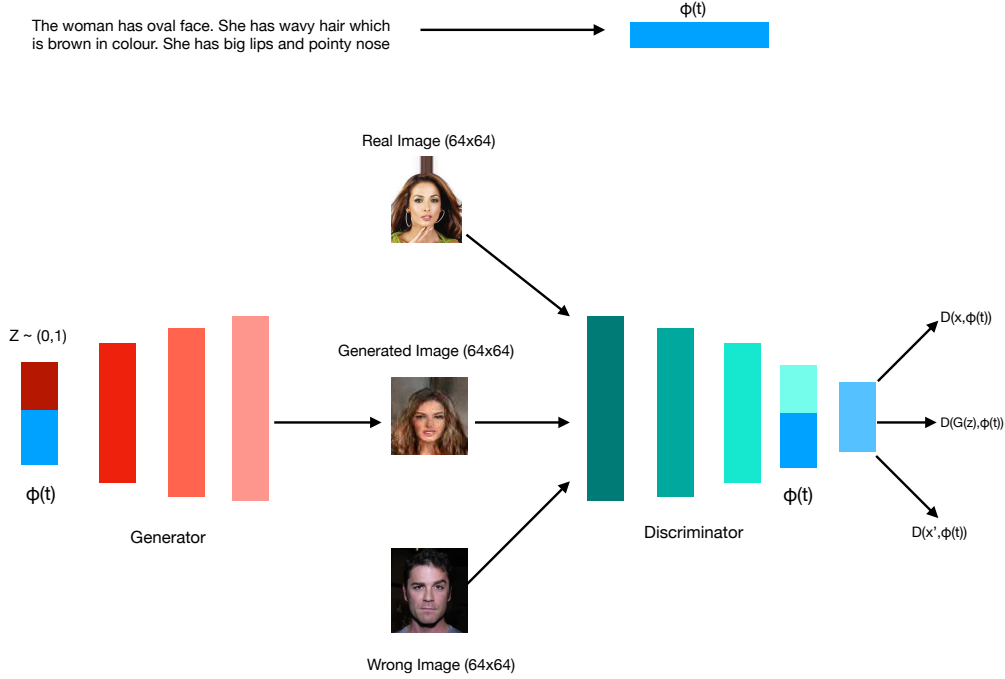 The woman has oval face. She has wavy hair which
is brown in colour. She has big lips and pointy nose
ϕ(t)
Real Image (64x64)
Z ~ (0,1)
Generated Image (64x64)
D(x,ϕ(t))
D(G(z),ϕ(t))
ϕ(t)
ϕ(t)
Generator
Discriminator
D(x',ϕ(t))
Wrong Image (64x64)